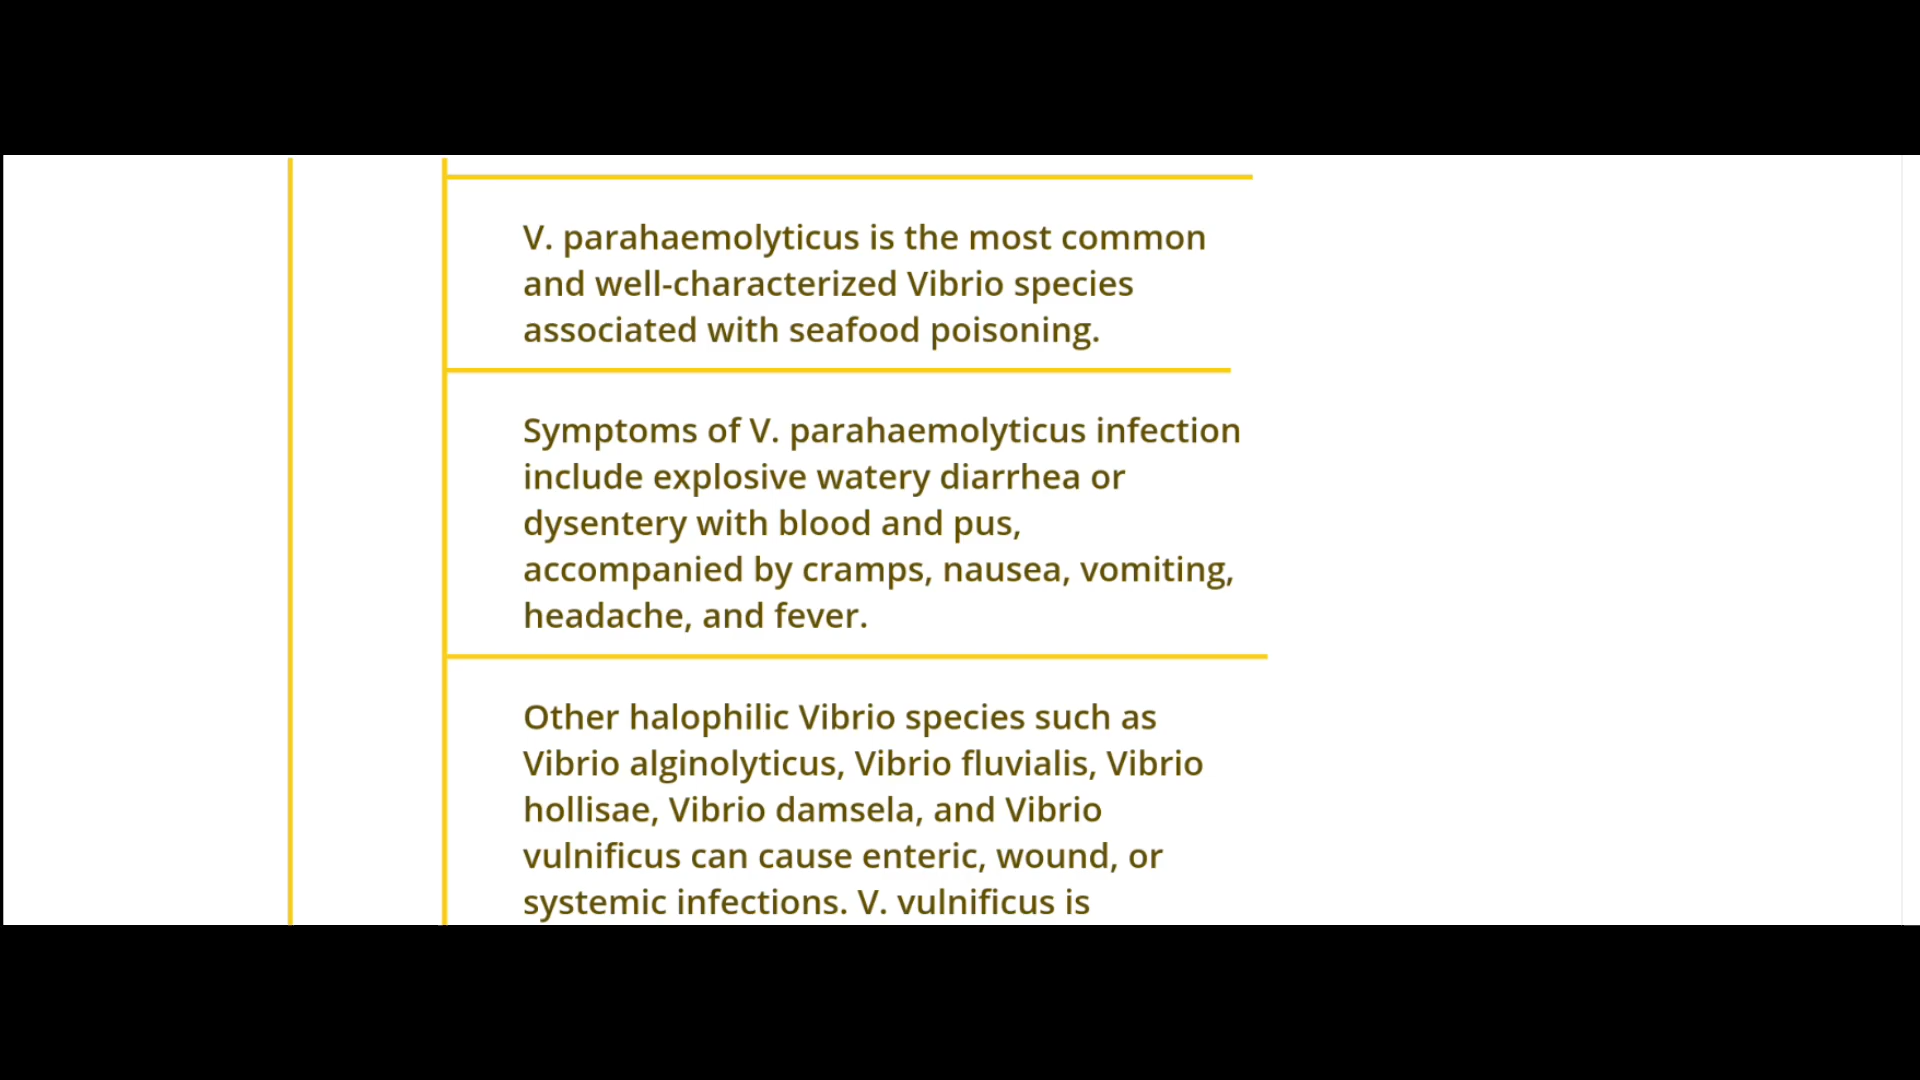 V. parahaemolyticus is the most common
and well-characterized Vibrio species
associated with seafood poisoning.
Symptoms of V. parahaemolyticus infection
include explosive watery diarrhea or
dysentery with blood and pus,
accompanied by cramps, nausea, vomiting,
headache, and fever.
Other halophilic Vibrio species such as
Vibrio alginolyticus, Vibrio fluvialis, Vibrio
hollisae, Vibrio damsela, and Vibrio
vulnificus can cause enteric, wound, or
systemic infections. V. vulnificus is